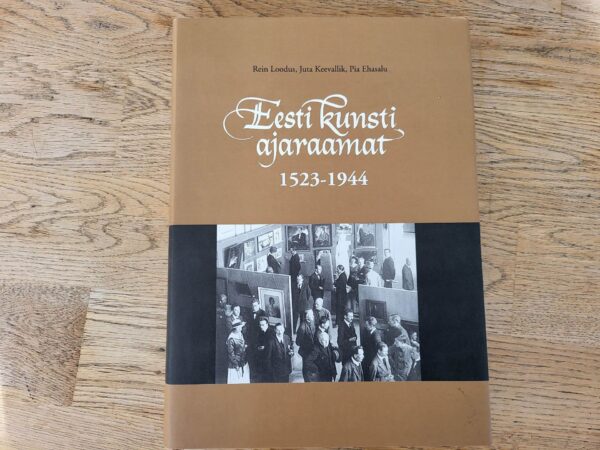 Rein Loodus, Juta Keevallik, Pia Ehasalu
Eesti kunsti
ajaraamat
1523-1944